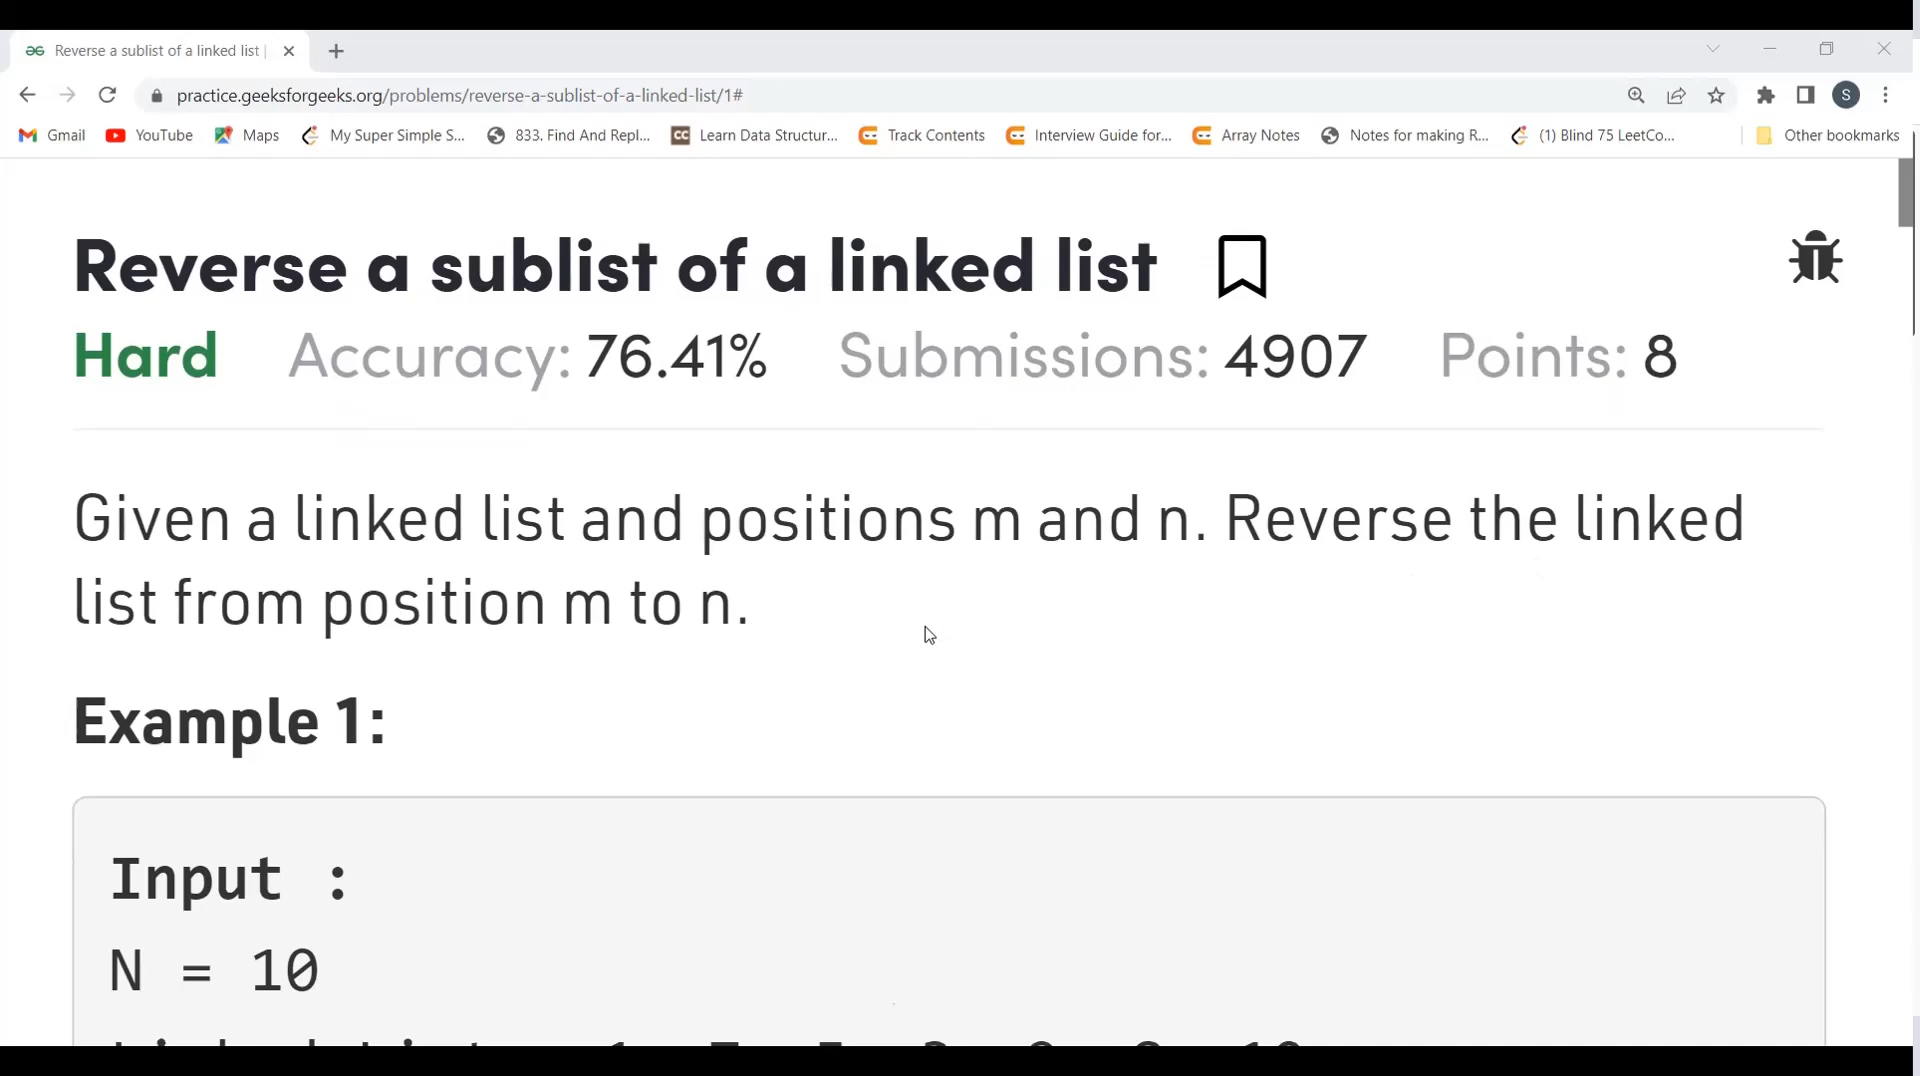 Reverse a sublist of a linked list |
practice.geeksforgeeks.org/problems/reverse-a-sublist-of-a-linked-list/1#
S
Gmail YouTube Maps My Super Simple S... 833. Find And Repl... Learn Data Structur... Track Contents Interview Guide for... Array Notes Notes for making R... (1) Blind 75 LeetCo... Other bookmarks
Reverse a sublist of a linked list
Hard Accuracy: 76.41% Submissions: 4907 Points: 8
Given a linked list and positions m and n. Reverse the linked
list from position m to n.
Example 1:
Input :
N = 10